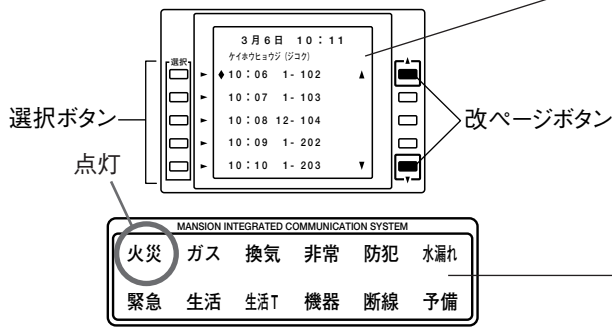 3月6日 10:11
ケイホウヒョウジ(ジコク)
選択
▲
►◆10:06 1-102 ▲
►10:07 1-103
►10:08 12-104
►10:09 1-202
►10:10 1-203 ▼
▼
選択ボタン
改ページボタン
点灯
MANSION INTEGRATED COMMUNICATION SYSTEM
火災 ガス 換気 非常 防犯 水漏れ
緊急 生活 生活T 機器 断線 予備